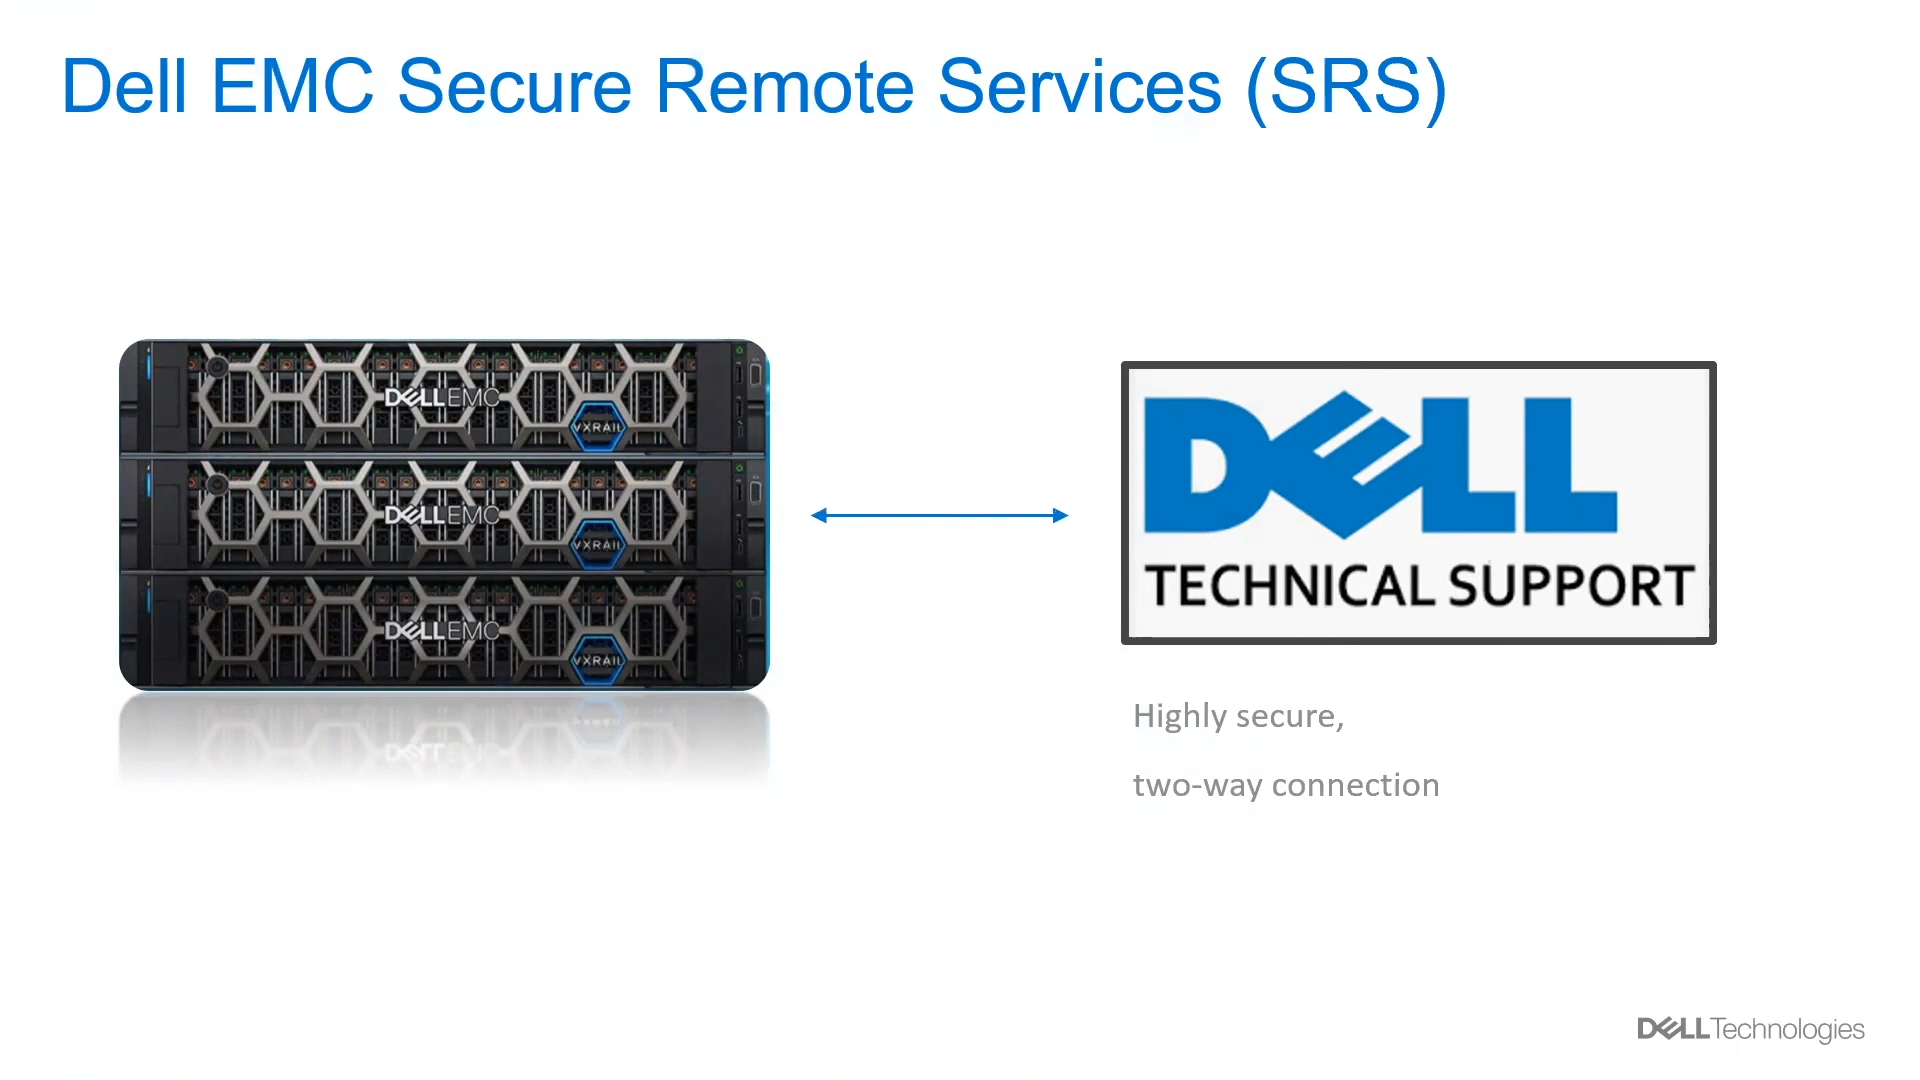 Dell EMC Secure Remote Services (SRS)
DELLEMC
VXRAIL
DELLEMC
VXRAIL
DELLEMC
VXRAIL
DELL
TECHNICAL SUPPORT
Highly secure,
two-way connection
DELLTechnologies